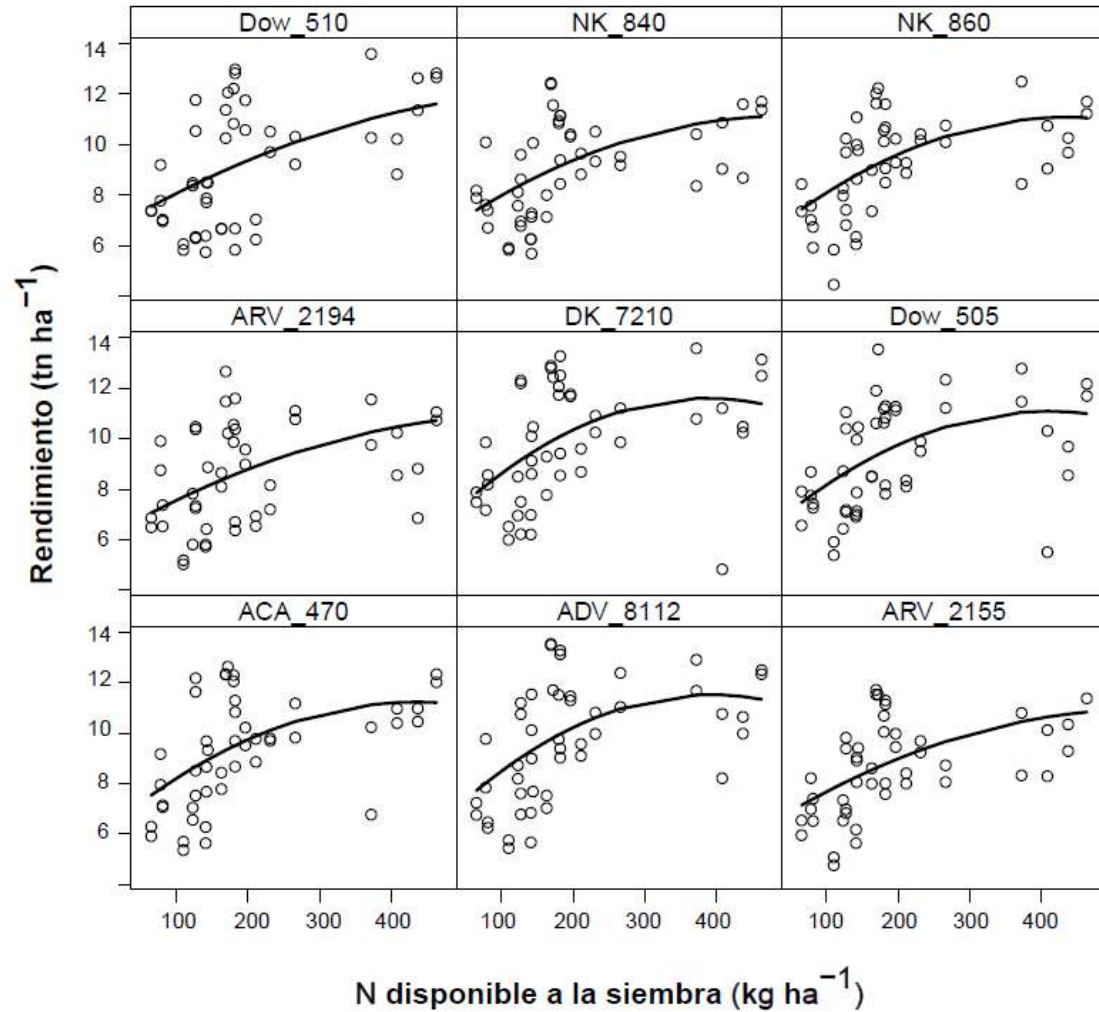 Dow_510 NK_840 NK_860
14
12
10
8
6
ARV_2194 DK_7210 Dow_505
14
12
10
8
6
ACA_470 ADV_8112 ARV_2155
14
12
10
8
6
100 200 300 400 100 200 300 400 100 200 300 400
Rendimiento (tn ha⁻¹)
N disponible a la siembra (kg ha⁻¹)